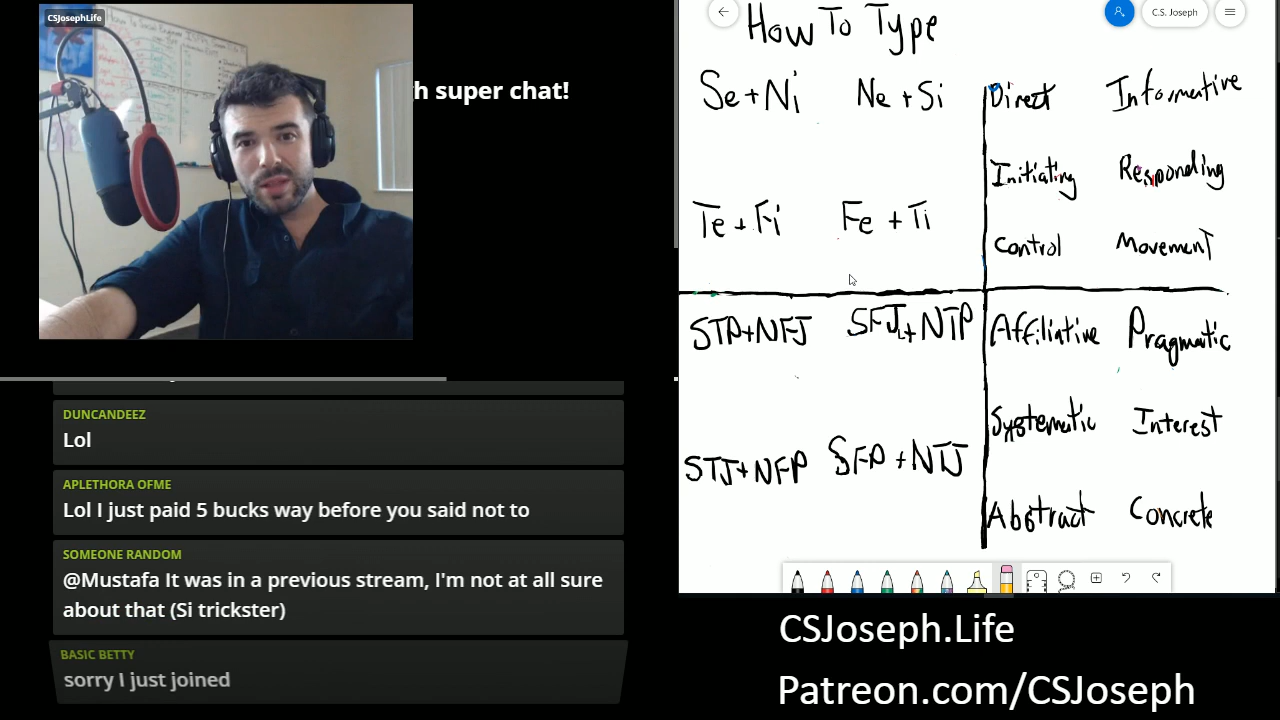 CSJosephLife
h super chat!
DUNCANDEEZ
Lol
APLETHORA OFME
Lol I just paid 5 bucks way before you said not to
SOMEONE RANDOM
@Mustafa It was in a previous stream, I'm not at all sure
about that (Si trickster)
BASIC BETTY
sorry I just joined
C.S. Joseph
How To Type
Se + Ni Ne + Si Direct Informative
Initiating Responding
Te + Fi Fe + Ti
Control Movement
STP + NFJ SFJ + NTP Affiliative Pragmatic
Systematic Interest
STJ + NFP SFP + NTJ
Abstract Concrete
CSJoseph.Life
Patreon.com/CSJoseph